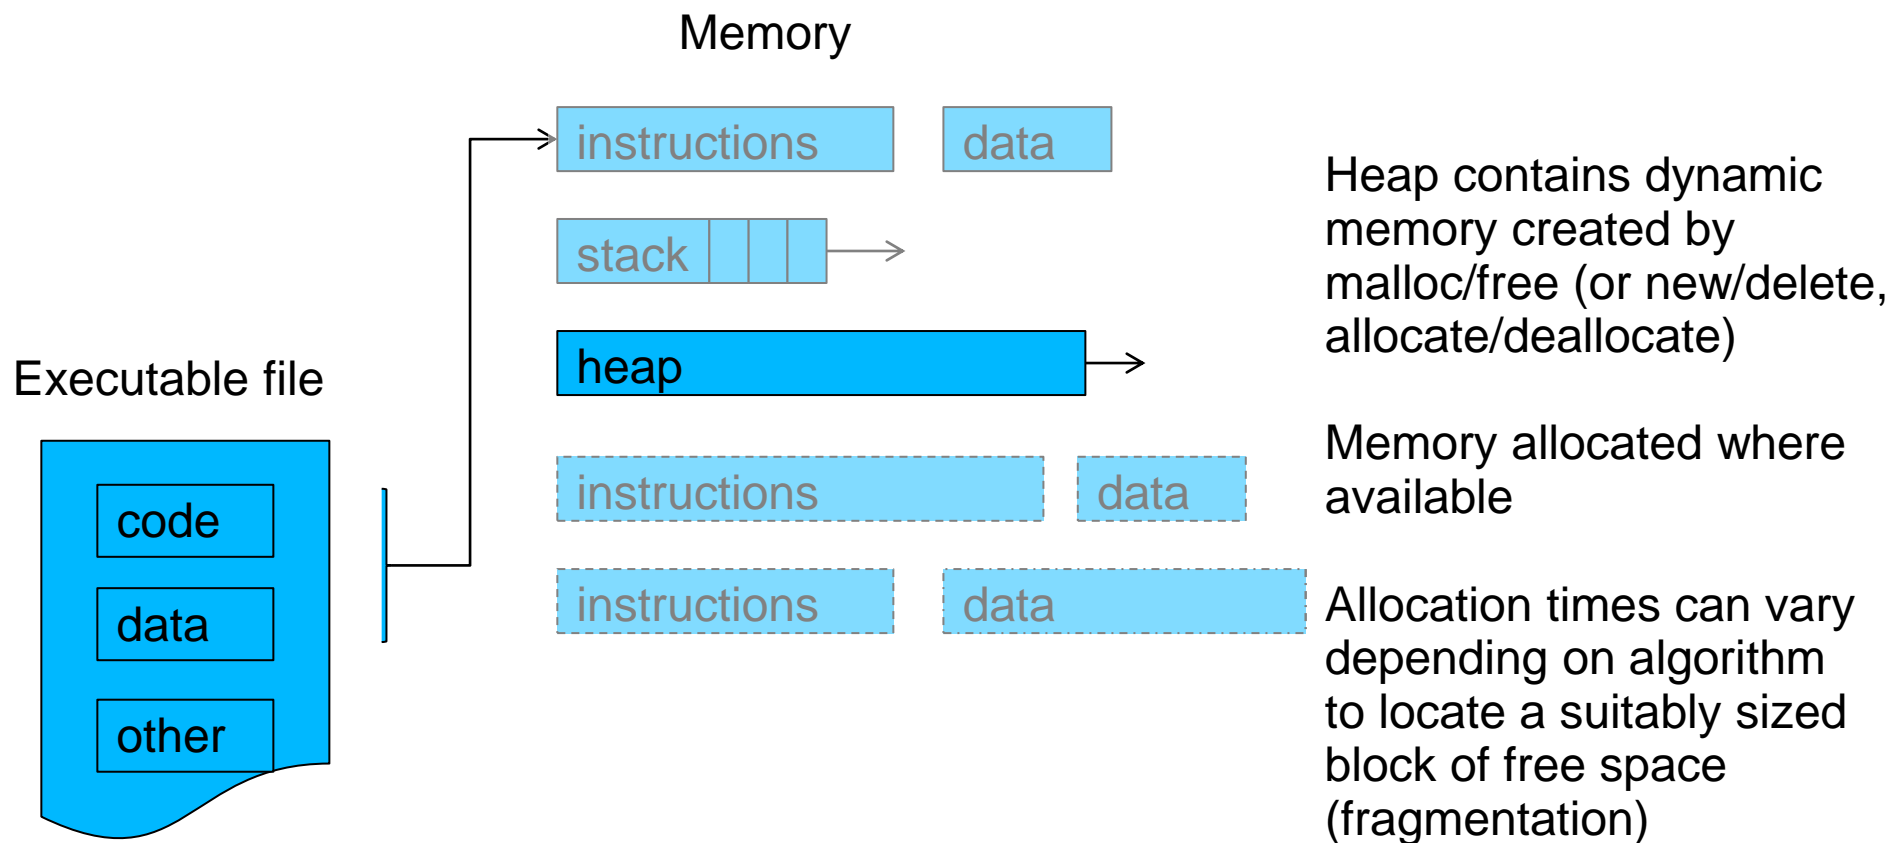 Memory
instructions
data
stack
heap
Executable file
code
data
other
instructions
data
instructions
data
Heap contains dynamic
memory created by
malloc/free (or new/delete,
allocate/deallocate)
Memory allocated where
available
Allocation times can vary
depending on algorithm
to locate a suitably sized
block of free space
(fragmentation)